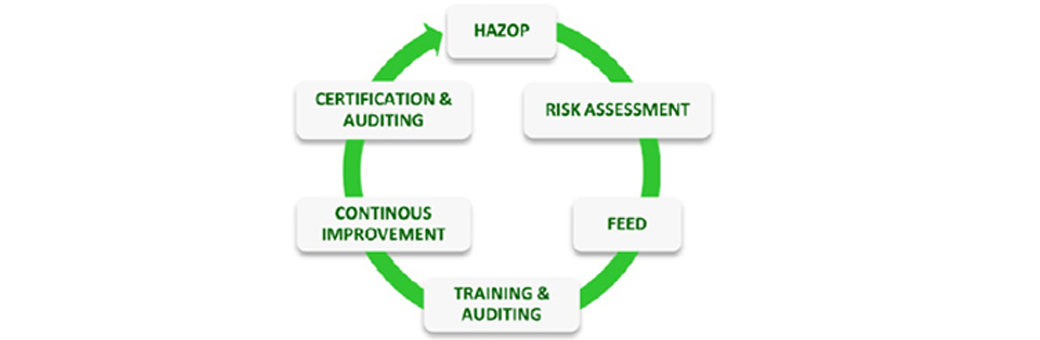 HAZOP
RISK ASSESSMENT
FEED
TRAINING &
AUDITING
CONTINOUS
IMPROVEMENT
CERTIFICATION &
AUDITING